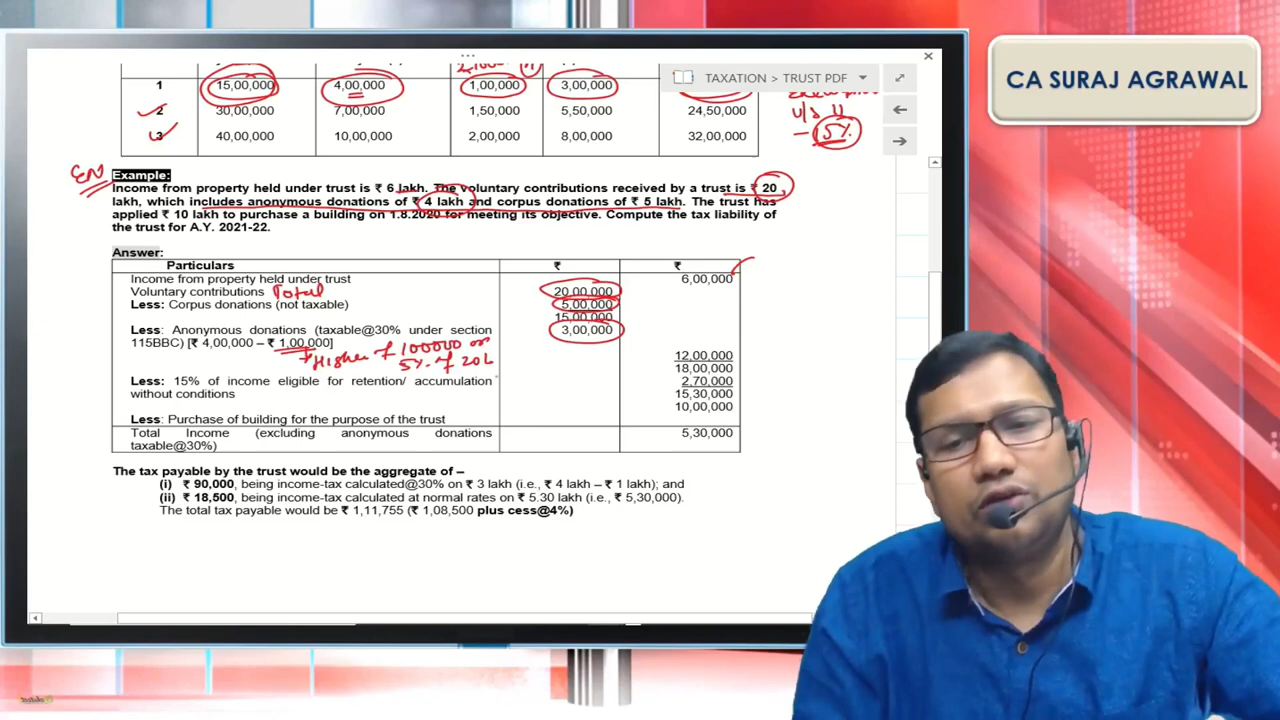 CA SURAJ AGRAWAL
TAXATION > TRUST PDF
1 15,00,000 4,00,000 1,00,000 3,00,000
2 30,00,000 7,00,000 1,50,000 5,50,000 24,50,000
3 40,00,000 10,00,000 2,00,000 8,00,000 32,00,000
u/s 11
- 15%
Example:
Income from property held under trust is ₹ 6 lakh. The voluntary contributions received by a trust is ₹ 20
lakh, which includes anonymous donations of ₹ 4 lakh and corpus donations of ₹ 5 lakh. The trust has
applied ₹ 10 lakh to purchase a building on 1.8.2020 for meeting its objective. Compute the tax liability of
the trust for A.Y. 2021-22.
Answer:
Particulars ₹ ₹
Income from property held under trust 6,00,000
Voluntary contributions Total 20,00,000
Less: Corpus donations (not taxable) 5,00,000
15,00,000
Less: Anonymous donations (taxable@30% under section 3,00,000
115BBC) [₹ 4,00,000 – ₹ 1,00,000]
Higher of 100000 or
5% of 20L
12,00,000
18,00,000
Less: 15% of income eligible for retention/ accumulation 2,70,000
without conditions 15,30,000
10,00,000
Less: Purchase of building for the purpose of the trust
Total Income (excluding anonymous donations 5,30,000
taxable@30%)
The tax payable by the trust would be the aggregate of –
(i) ₹ 90,000, being income-tax calculated@30% on ₹ 3 lakh (i.e., ₹ 4 lakh – ₹ 1 lakh); and
(ii) ₹ 18,500, being income-tax calculated at normal rates on ₹ 5.30 lakh (i.e., ₹ 5,30,000).
The total tax payable would be ₹ 1,11,755 (₹ 1,08,500 plus cess@4%)